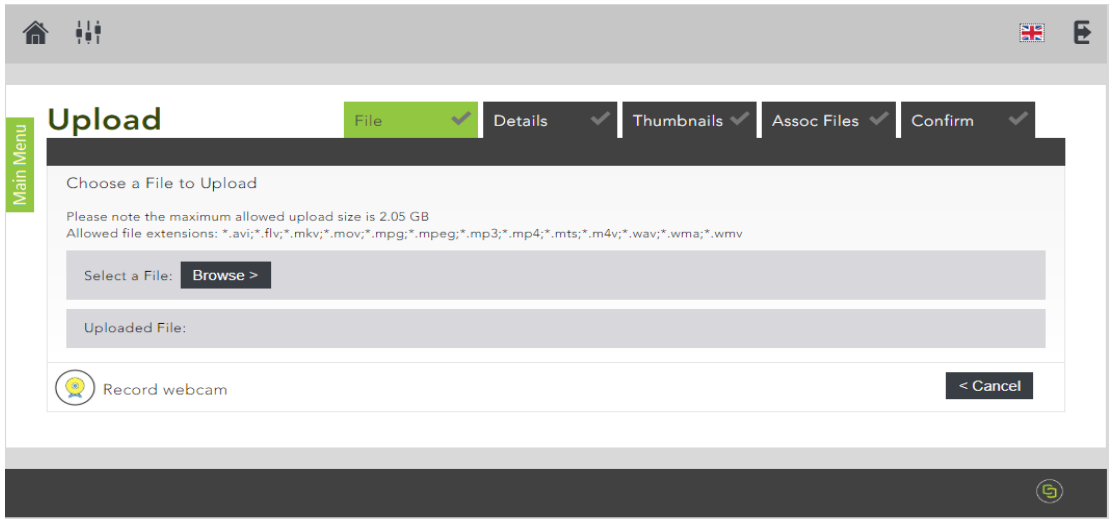 Upload
File
Details
Thumbnails
Assoc Files
Confirm
Main Menu
Choose a File to Upload
Please note the maximum allowed upload size is 2.05 GB
Allowed file extensions: *.avi;*.flv;*.mkv;*.mov;*.mpg;*.mpeg;*.mp3;*.mp4;*.mts;*.m4v;*.wav;*.wma;*.wmv
Select a File: Browse >
Uploaded File:
Record webcam
< Cancel